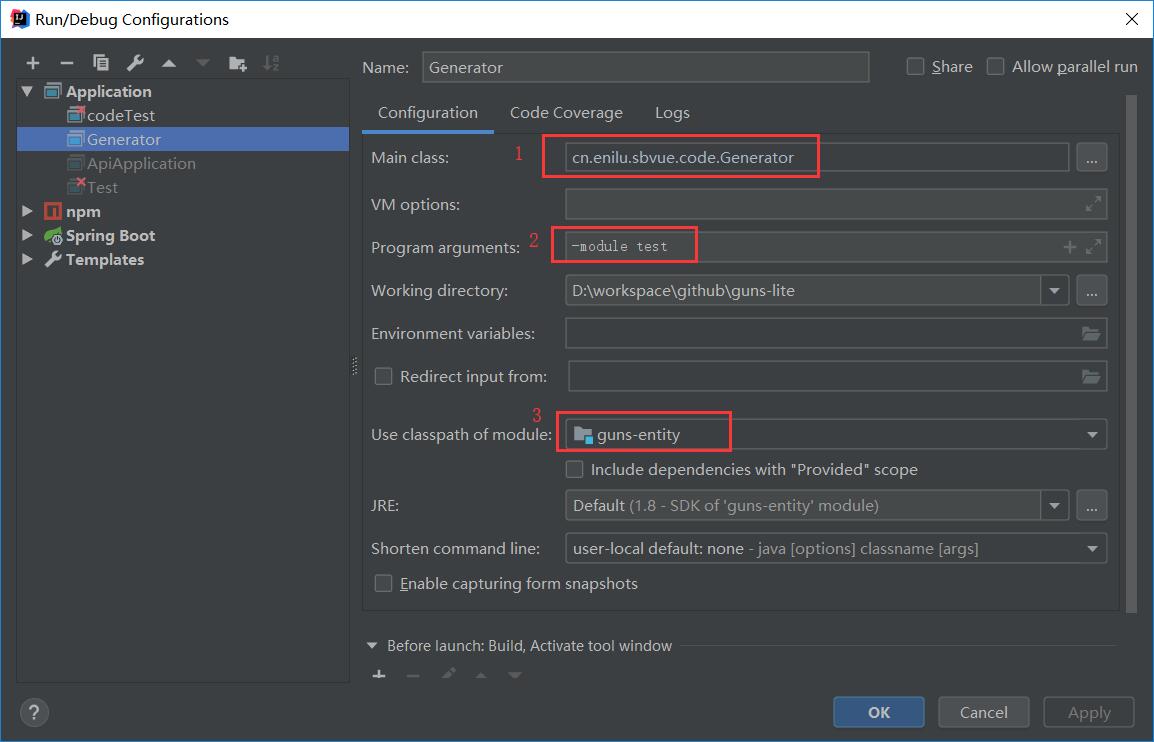 Run/Debug Configurations
Application
codeTest
Generator
ApiApplication
Test
npm
Spring Boot
Templates
Name: Generator Share Allow parallel run
Configuration Code Coverage Logs
Main class: 1 cn.enilu.sbvue.code.Generator ...
VM options:
Program arguments: 2 -module test
Working directory: D:\workspace\github\guns-lite ...
Environment variables:
Redirect input from:
Use classpath of module: 3 guns-entity
Include dependencies with "Provided" scope
JRE: Default (1.8 - SDK of 'guns-entity' module) ...
Shorten command line: user-local default: none - java [options] classname [args]
Enable capturing form snapshots
Before launch: Build, Activate tool window
? OK Cancel Apply